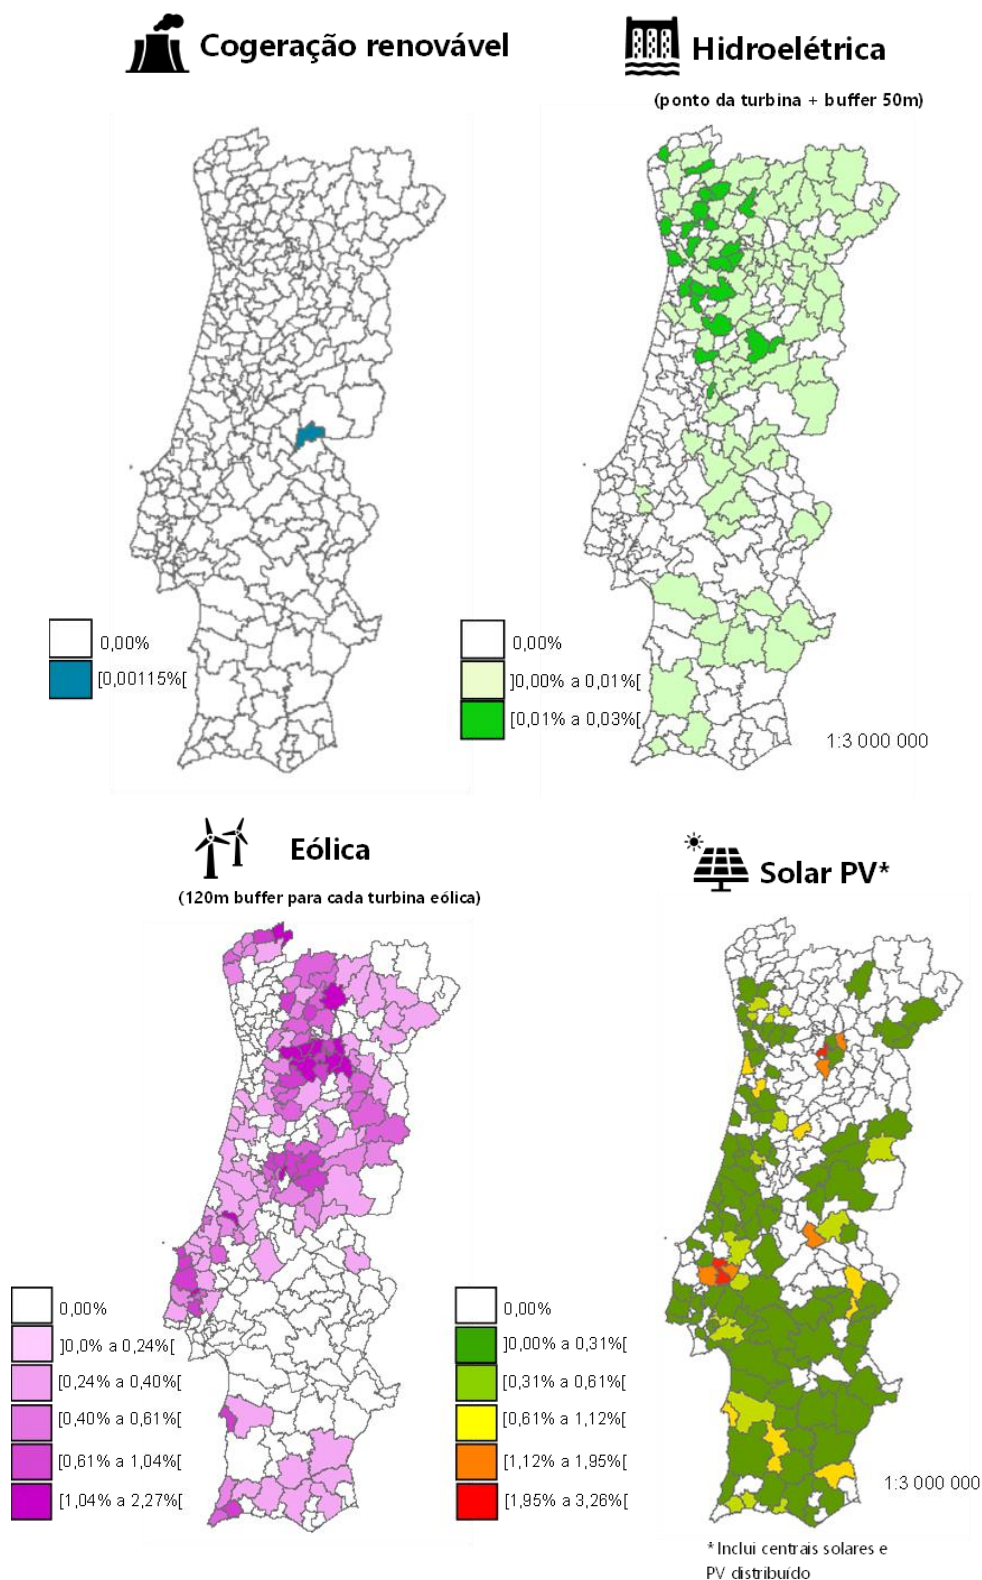 Cogeração renovável
0,00%
[0,00115%[
Hidroelétrica
(ponto da turbina + buffer 50m)
0,00%
]0,00% a 0,01%[
[0,01% a 0,03%[
1:3 000 000
Eólica
(120m buffer para cada turbina eólica)
0,00%
]0,0% a 0,24%[
[0,24% a 0,40%[
[0,40% a 0,61%[
[0,61% a 1,04%[
[1,04% a 2,27%[
Solar PV*
0,00%
]0,00% a 0,31%[
[0,31% a 0,61%[
[0,61% a 1,12%[
[1,12% a 1,95%[
[1,95% a 3,26%[
1:3 000 000
* Inclui centrais solares e
PV distribuído